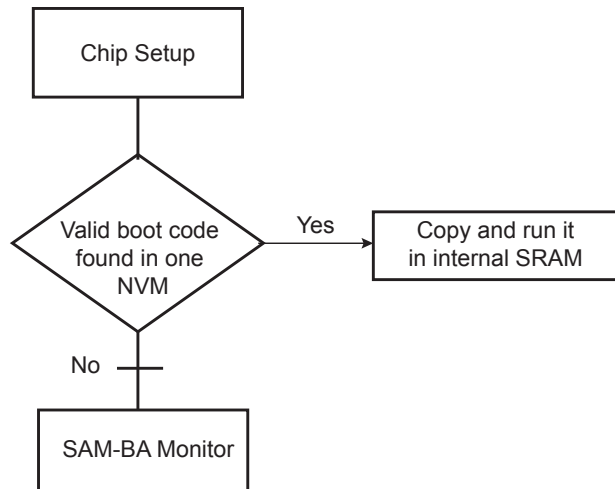 Chip Setup
Valid boot code
found in one
NVM
Yes
Copy and run it
in internal SRAM
No
SAM-BA Monitor